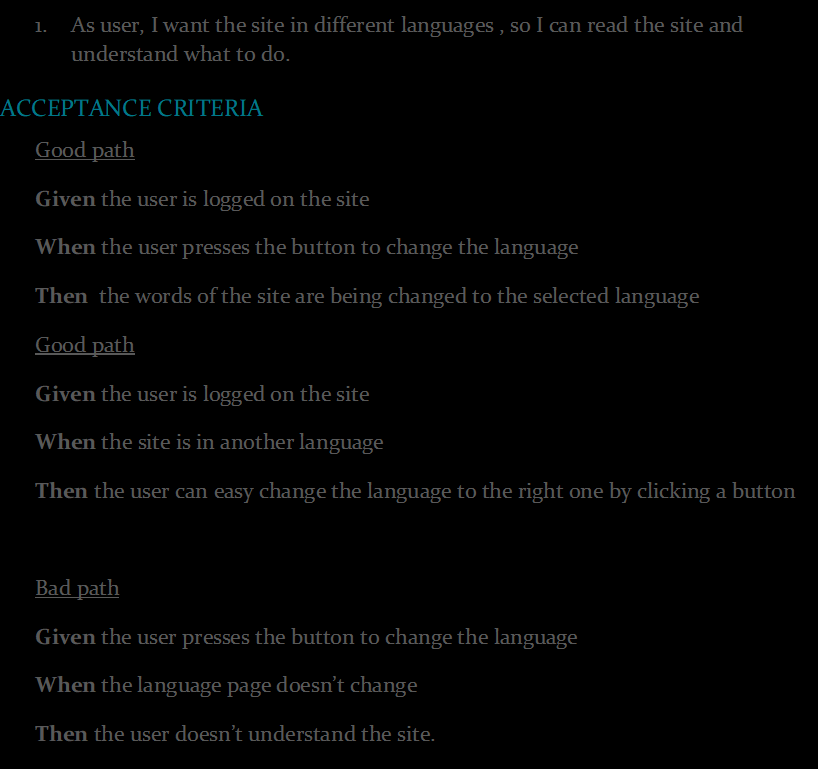 1. As user, I want the site in different languages , so I can read the site and
understand what to do.
ACCEPTANCE CRITERIA
Good path
Given the user is logged on the site
When the user presses the button to change the language
Then the words of the site are being changed to the selected language
Good path
Given the user is logged on the site
When the site is in another language
Then the user can easy change the language to the right one by clicking a button
Bad path
Given the user presses the button to change the language
When the language page doesn’t change
Then the user doesn’t understand the site.